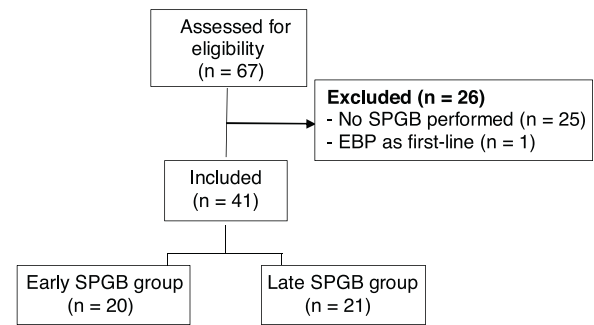 Assessed for
eligibility
(n = 67)
Excluded (n = 26)
- No SPGB performed (n = 25)
- EBP as first-line (n = 1)
Included
(n = 41)
Early SPGB group
(n = 20)
Late SPGB group
(n = 21)